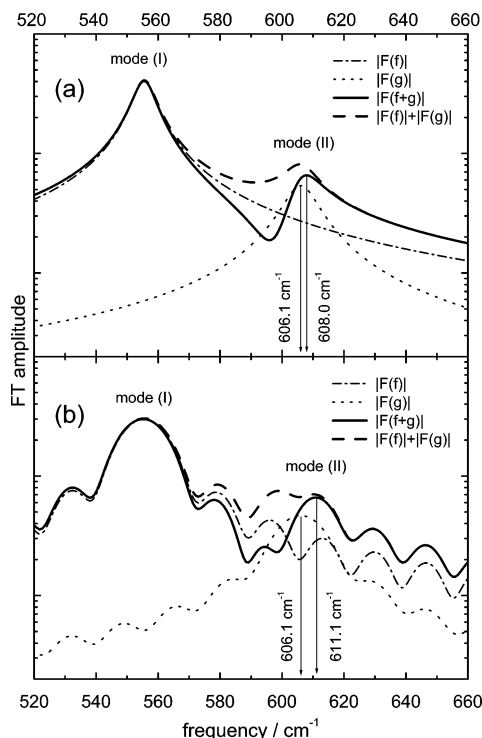 520 540 560 580 600 620 640 660
mode (I)
(a)
|F(f)|
|F(g)|
|F(f+g)|
|F(f)|+|F(g)|
mode (II)
606.1 cm⁻¹
608.0 cm⁻¹
FT amplitude
(b)
mode (I)
|F(f)|
|F(g)|
|F(f+g)|
|F(f)|+|F(g)|
mode (II)
606.1 cm⁻¹
611.1 cm⁻¹
520 540 560 580 600 620 640 660
frequency / cm⁻¹